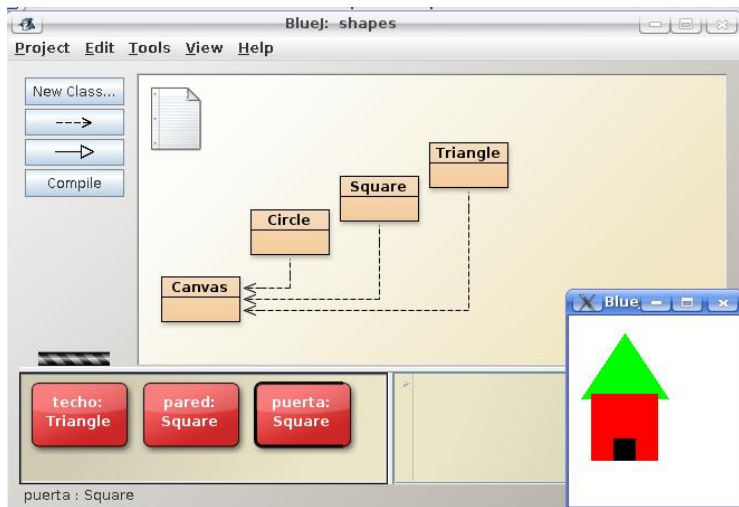 BlueJ: shapes
Project Edit Tools View Help
New Class...
Compile
Triangle
Square
Circle
Canvas
Blue
techo:
Triangle
pared:
Square
puerta:
Square
puerta : Square